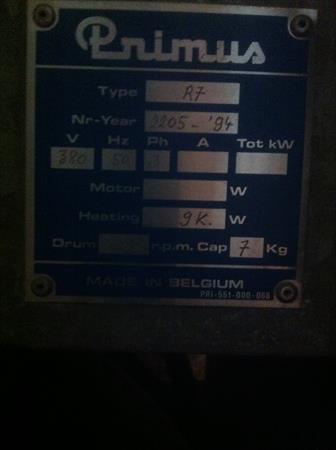 Primus
Type R7
Nr-Year 2205-'94
V Hz Ph A Tot kW
380 50 3
Motor W
Heating 9K. W
Drum r.p.m. Cap 7 Kg
MADE IN BELGIUM
PRI-551-000-068